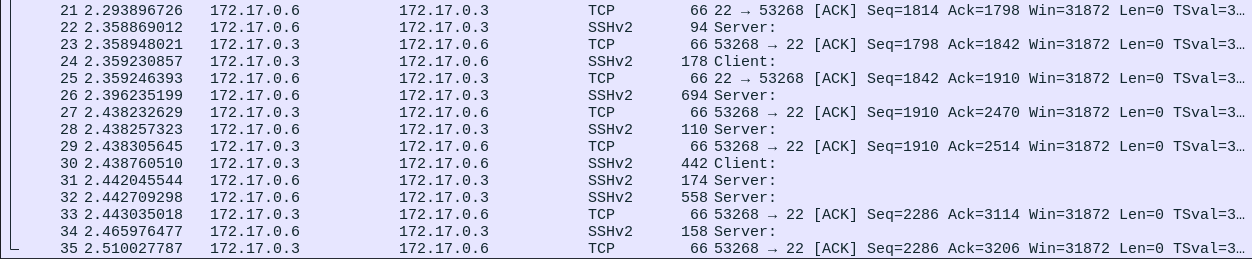 21 2.293896726 172.17.0.6 172.17.0.3 TCP 66 22 → 53268 [ACK] Seq=1814 Ack=1798 Win=31872 Len=0 TSval=3…
22 2.358869012 172.17.0.6 172.17.0.3 SSHv2 94 Server:
23 2.358948021 172.17.0.3 172.17.0.6 TCP 66 53268 → 22 [ACK] Seq=1798 Ack=1842 Win=31872 Len=0 TSval=3…
24 2.359230857 172.17.0.3 172.17.0.6 SSHv2 178 Client:
25 2.359246393 172.17.0.6 172.17.0.3 TCP 66 22 → 53268 [ACK] Seq=1842 Ack=1910 Win=31872 Len=0 TSval=3…
26 2.396235199 172.17.0.6 172.17.0.3 SSHv2 694 Server:
27 2.438232629 172.17.0.3 172.17.0.6 TCP 66 53268 → 22 [ACK] Seq=1910 Ack=2470 Win=31872 Len=0 TSval=3…
28 2.438257323 172.17.0.6 172.17.0.3 SSHv2 110 Server:
29 2.438305645 172.17.0.3 172.17.0.6 TCP 66 53268 → 22 [ACK] Seq=1910 Ack=2514 Win=31872 Len=0 TSval=3…
30 2.438760510 172.17.0.3 172.17.0.6 SSHv2 442 Client:
31 2.442045544 172.17.0.6 172.17.0.3 SSHv2 174 Server:
32 2.442709298 172.17.0.6 172.17.0.3 SSHv2 558 Server:
33 2.443035018 172.17.0.3 172.17.0.6 TCP 66 53268 → 22 [ACK] Seq=2286 Ack=3114 Win=31872 Len=0 TSval=3…
34 2.465976477 172.17.0.6 172.17.0.3 SSHv2 158 Server:
35 2.510027787 172.17.0.3 172.17.0.6 TCP 66 53268 → 22 [ACK] Seq=2286 Ack=3206 Win=31872 Len=0 TSval=3…